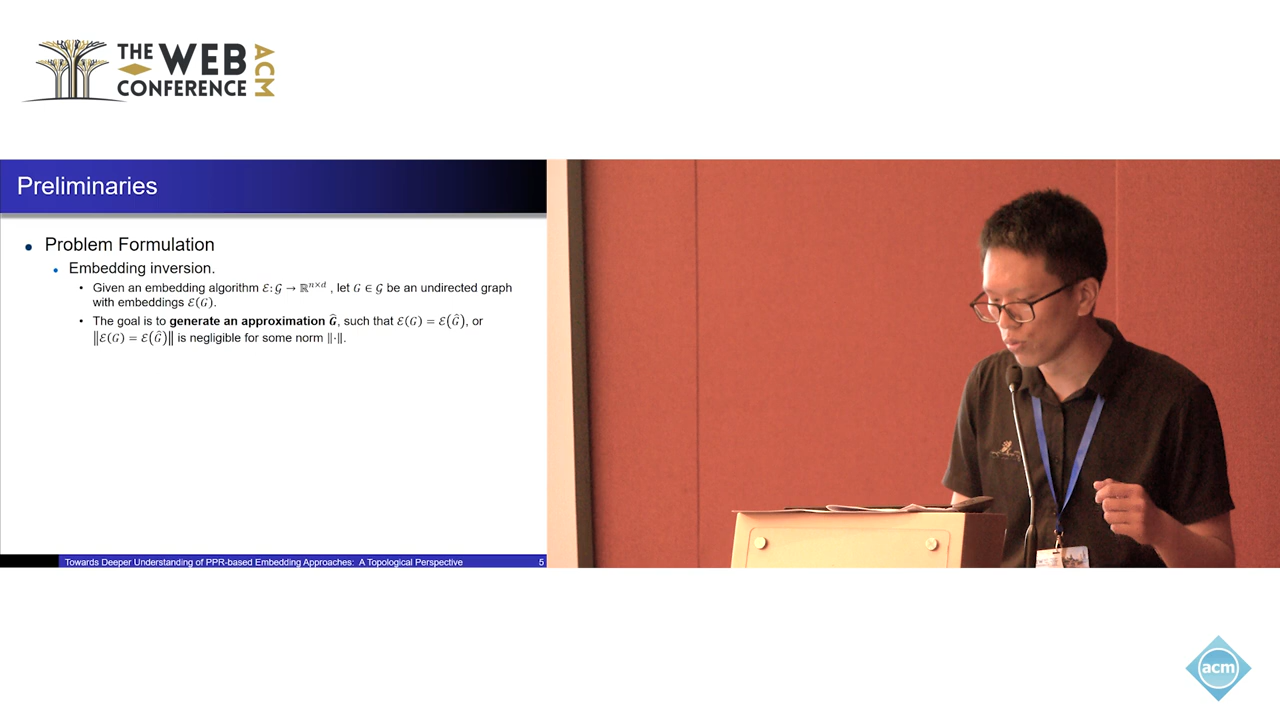 THE WEB
CONFERENCE
ACM
Preliminaries
• Problem Formulation
• Embedding inversion.
• Given an embedding algorithm ℰ: 𝒢 → ℝⁿˣᵈ , let G ∈ 𝒢 be an undirected graph
with embeddings ℰ(G).
• The goal is to generate an approximation Ĝ, such that ℰ(G) = ℰ(Ĝ), or
‖ℰ(G) = ℰ(Ĝ)‖ is negligible for some norm ‖·‖.
Towards Deeper Understanding of PPR-based Embedding Approaches: A Topological Perspective 5
acm